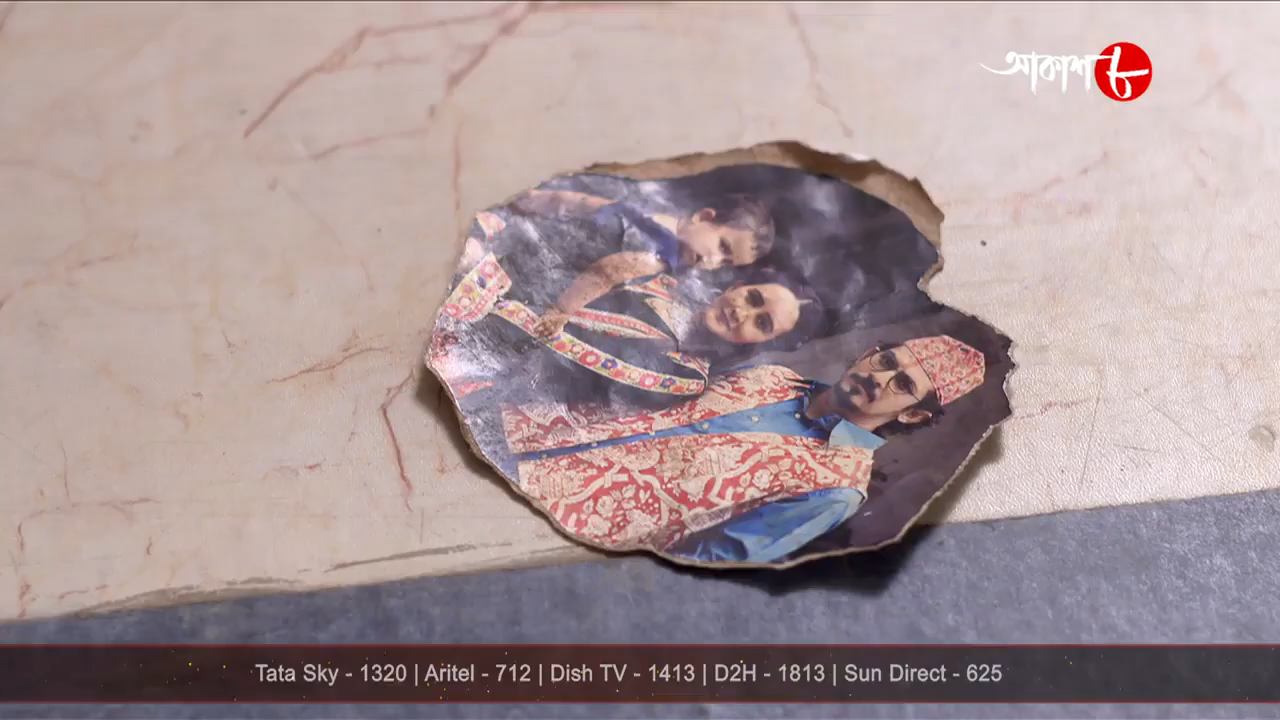 আকাশ ৮
Tata Sky - 1320 | Aritel - 712 | Dish TV - 1413 | D2H - 1813 | Sun Direct - 625